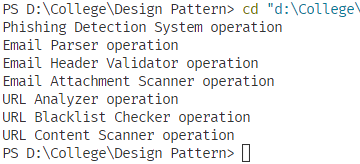 PS D:\College\Design Pattern> cd "d:\College\
Phishing Detection System operation
Email Parser operation
Email Header Validator operation
Email Attachment Scanner operation
URL Analyzer operation
URL Blacklist Checker operation
URL Content Scanner operation
PS D:\College\Design Pattern>